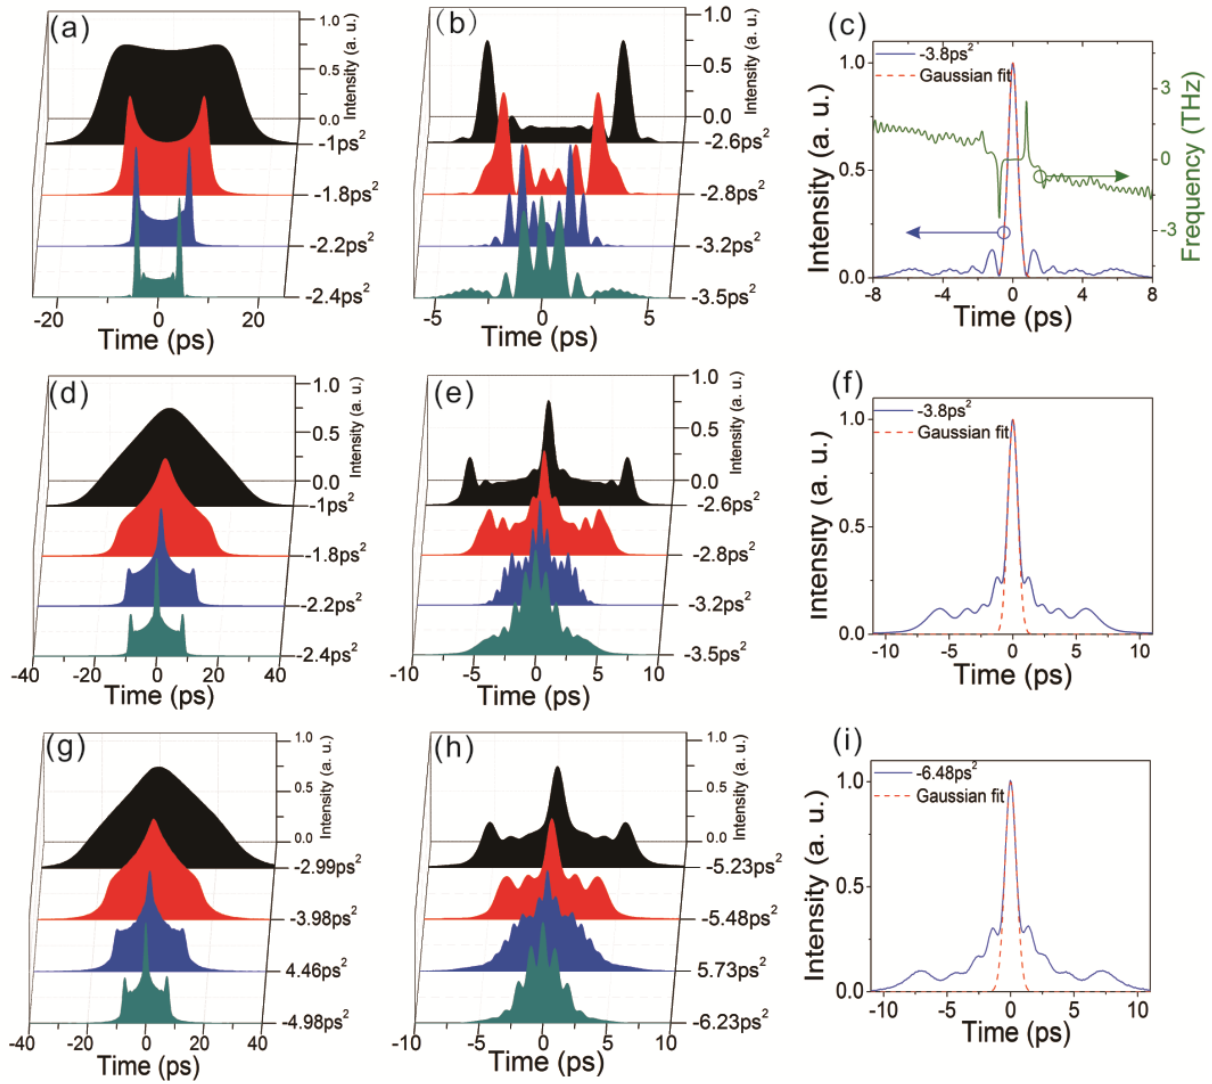 (a)
1.0
0.5
0.0
Intensity (a. u.)
-1ps2
-1.8ps2
-2.2ps2
-2.4ps2
-20 0 20
Time (ps)
(b)
1.0
0.5
0.0
Intensity (a. u.)
-2.6ps2
-2.8ps2
-3.2ps2
-3.5ps2
-5 0 5
Time (ps)
(c)
-3.8ps2
Gaussian fit
1.0
0.5
0.0
Intensity (a. u.)
3
0
-3
Frequency (THz)
-8 -4 0 4 8
Time (ps)
(d)
1.0
0.5
0.0
Intensity (a. u.)
-1ps2
-1.8ps2
-2.2ps2
-2.4ps2
-40 -20 0 20 40
Time (ps)
(e)
1.0
0.5
0.0
Intensity (a. u.)
-2.6ps2
-2.8ps2
-3.2ps2
-3.5ps2
-10 -5 0 5 10
Time (ps)
(f)
-3.8ps2
Gaussian fit
1.0
0.5
0.0
Intensity (a. u.)
-10 -5 0 5 10
Time (ps)
(g)
1.0
0.5
0.0
Intensity (a. u.)
-2.99ps2
-3.98ps2
4.46ps2
-4.98ps2
-40 -20 0 20 40
Time (ps)
(h)
1.0
0.5
0.0
Intensity (a. u.)
-5.23ps2
-5.48ps2
5.73ps2
-6.23ps2
-10 -5 0 5 10
Time (ps)
(i)
-6.48ps2
Gaussian fit
1.0
0.5
0.0
Intensity (a. u.)
-10 -5 0 5 10
Time (ps)